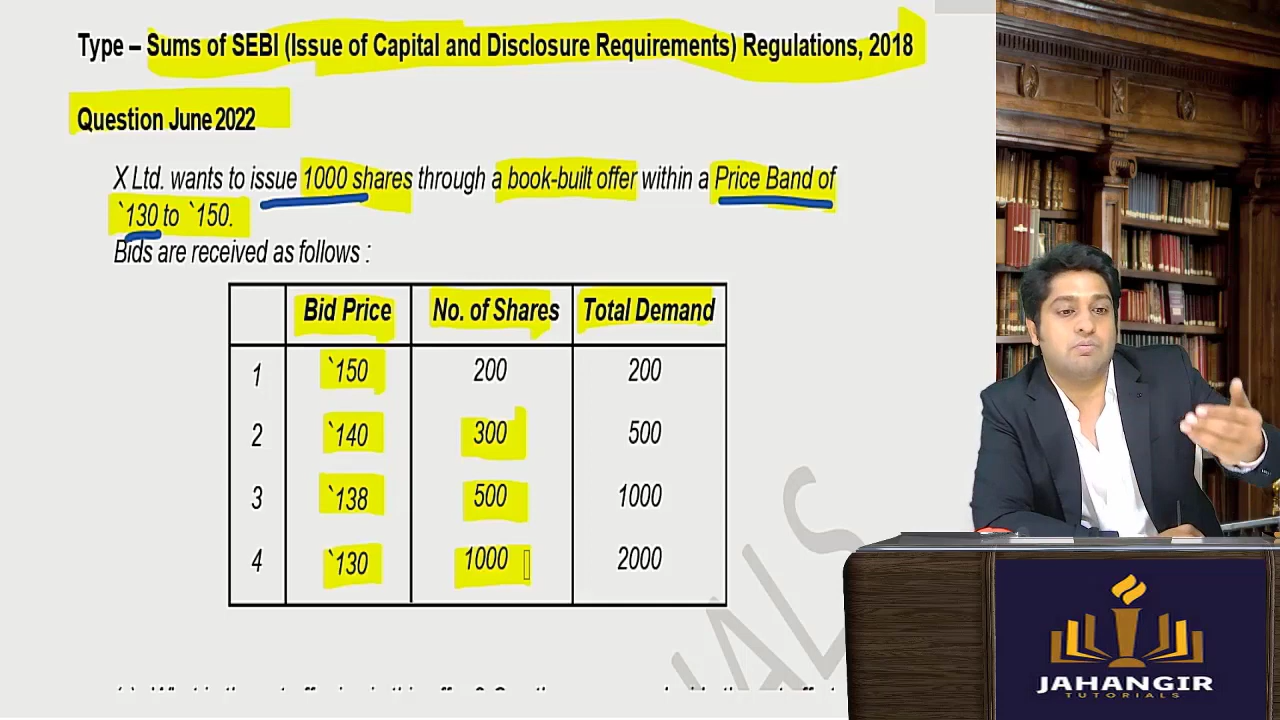 Type – Sums of SEBI (Issue of Capital and Disclosure Requirements) Regulations, 2018
Question June 2022
X Ltd. wants to issue 1000 shares through a book-built offer within a Price Band of
`130 to `150.
Bids are received as follows :
Bid Price No. of Shares Total Demand
1 `150 200 200
2 `140 300 500
3 `138 500 1000
4 `130 1000 2000
JAHANGIR
TUTORIALS